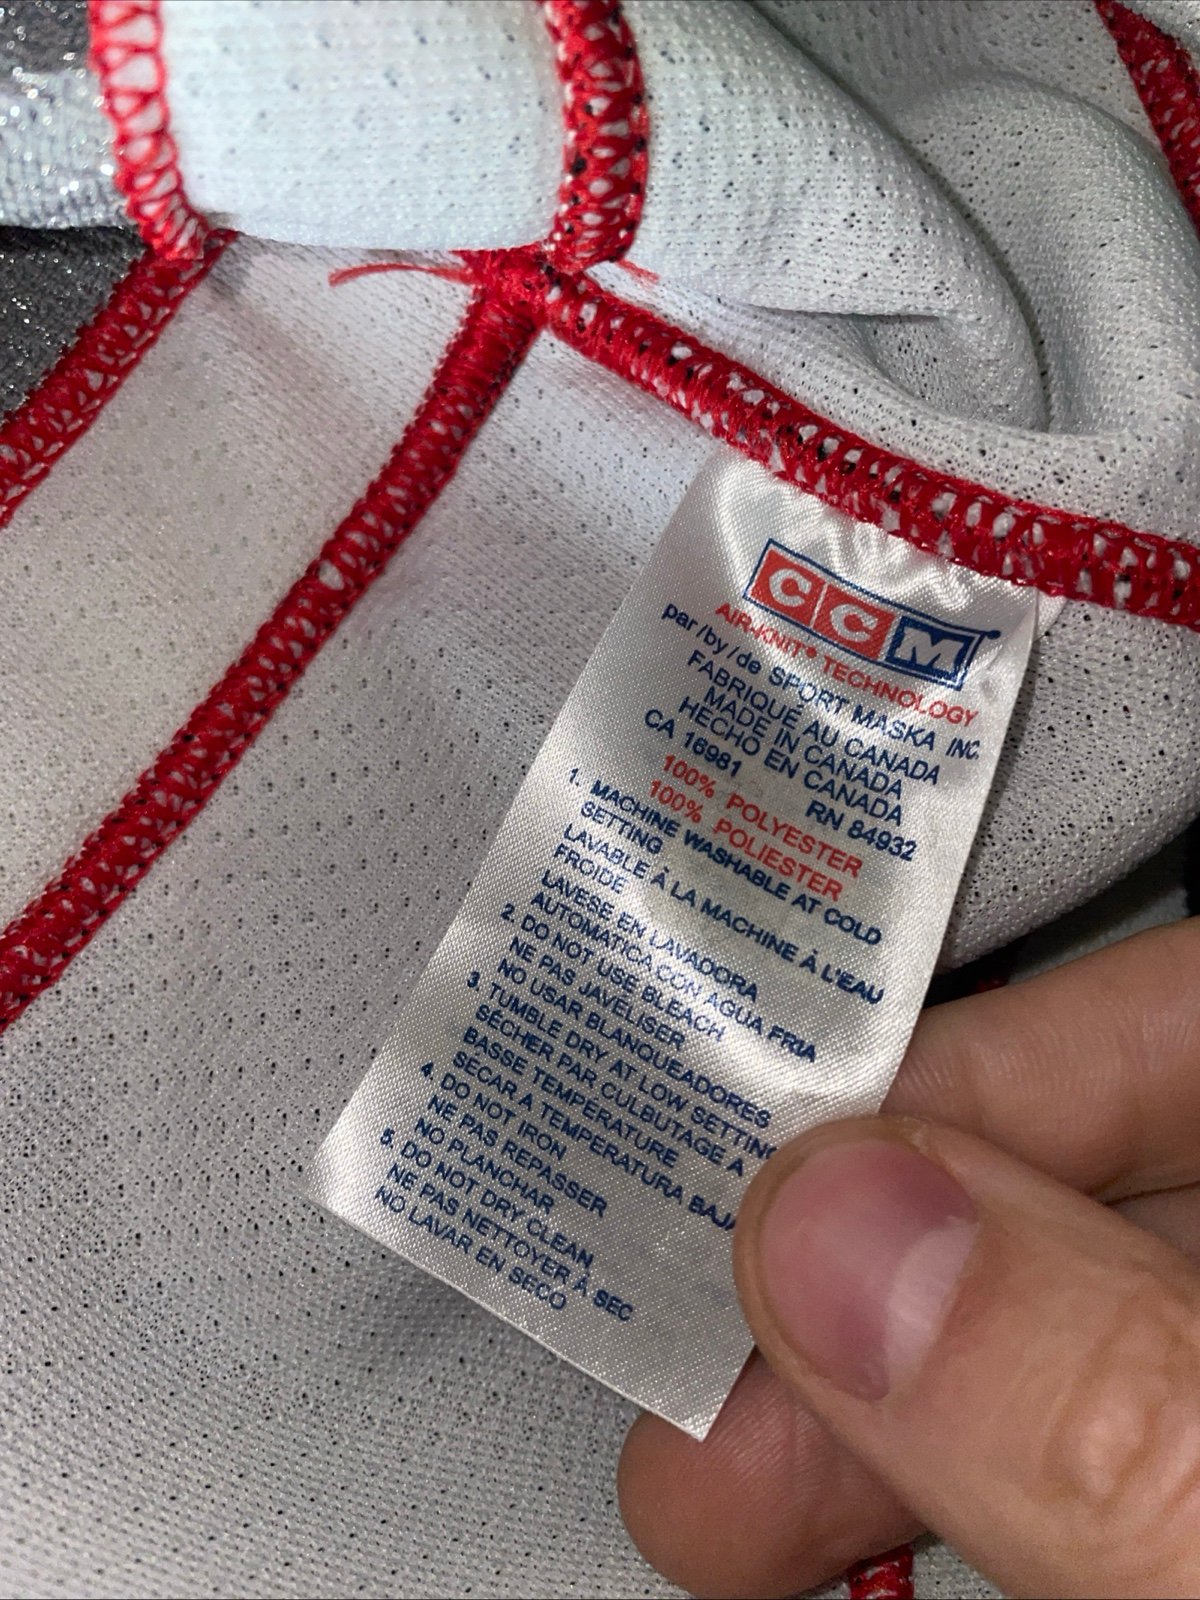 CCM
AIR-KNIT® TECHNOLOGY
par/by/de SPORT MASKA INC.
FABRIQUÉ AU CANADA
MADE IN CANADA
HECHO EN CANADA
CA 16981 RN 84932
100% POLYESTER
100% POLIESTER
1. MACHINE WASHABLE AT COLD
SETTING
LAVABLE À LA MACHINE À L'EAU
FROIDE
LAVESE EN LAVADORA
AUTOMATICA CON AGUA FRIA
2. DO NOT USE BLEACH
NE PAS JAVÉLISER
NO USAR BLANQUEADORES
3. TUMBLE DRY AT LOW SETTING
SÉCHER PAR CULBUTAGE A
BASSE TEMPÉRATURE
SECAR A TEMPERATURA BAJA
4. DO NOT IRON
NE PAS REPASSER
NO PLANCHAR
5. DO NOT DRY CLEAN
NE PAS NETTOYER À SEC
NO LAVAR EN SECO